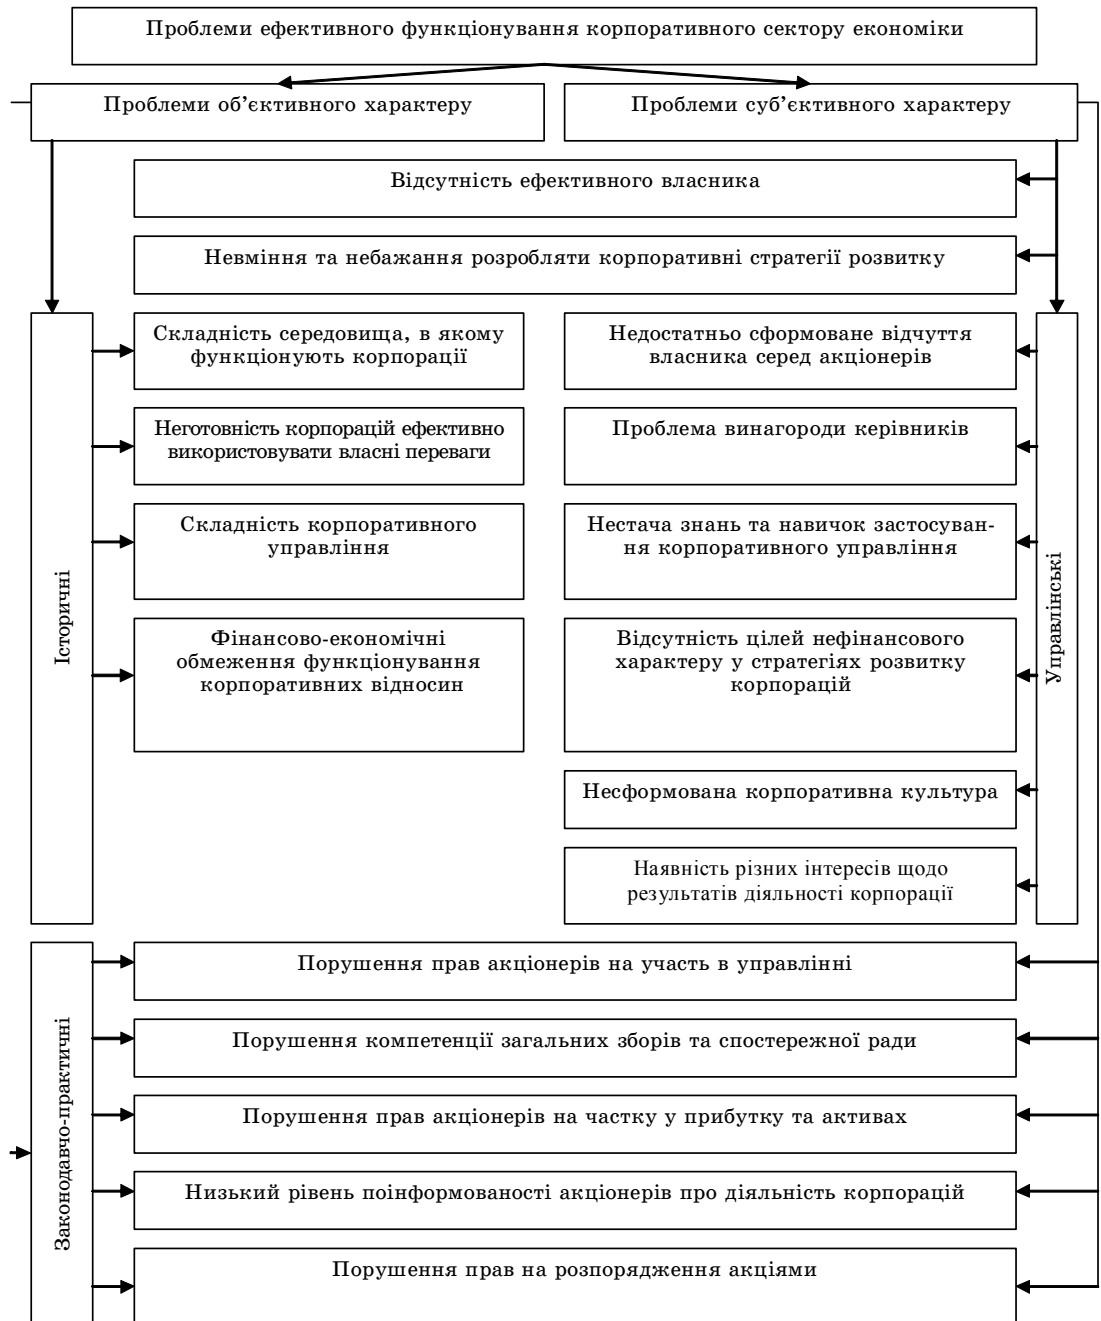 Проблеми ефективного функціонування корпоративного сектору економіки
Проблеми об’єктивного характеру
Проблеми суб’єктивного характеру
Відсутність ефективного власника
Невміння та небажання розробляти корпоративні стратегії розвитку
Історичні
Складність середовища, в якому
функціонують корпорації
Неготовність корпорацій ефективно
використовувати власні переваги
Складність корпоративного
управління
Фінансово-економічні
обмеження функціонування
корпоративних відносин
Недостатньо сформоване відчуття
власника серед акціонерів
Проблема винагороди керівників
Нестача знань та навичок застосуван-
ня корпоративного управління
Відсутність цілей нефінансового
характеру у стратегіях розвитку
корпорацій
Несформована корпоративна культура
Наявність різних інтересів щодо
результатів діяльності корпорації
Управлінські
Законодавчо-практичні
Порушення прав акціонерів на участь в управлінні
Порушення компетенції загальних зборів та спостережної ради
Порушення прав акціонерів на частку у прибутку та активах
Низький рівень поінформованості акціонерів про діяльність корпорацій
Порушення прав на розпорядження акціями